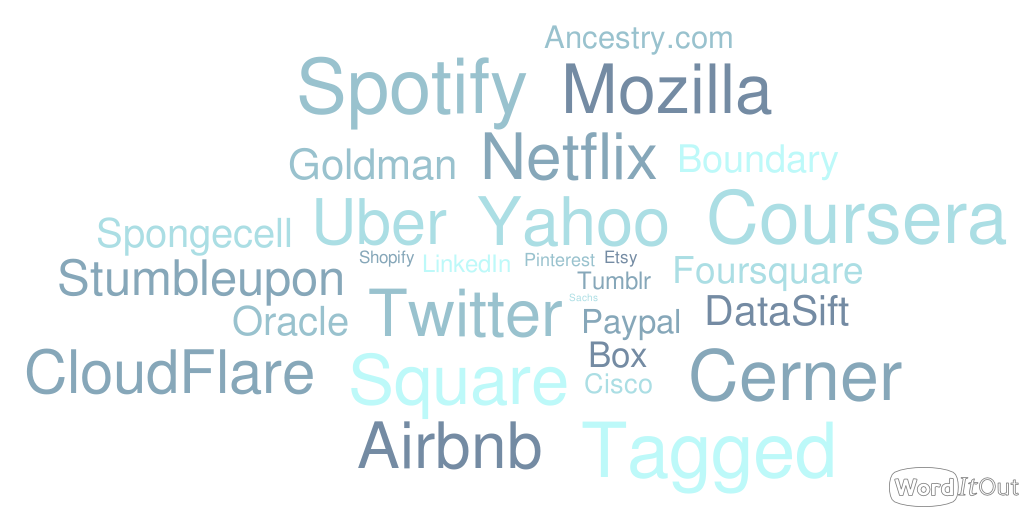 Ancestry.com
Spotify Mozilla
Goldman Netflix Boundary
Spongecell Uber Yahoo Coursera
Shopify LinkedIn Pinterest Etsy
Stumbleupon Tumblr Foursquare
Sachs
Oracle Twitter Paypal DataSift
Box
CloudFlare Square Cisco Cerner
Airbnb Tagged
WordItOut